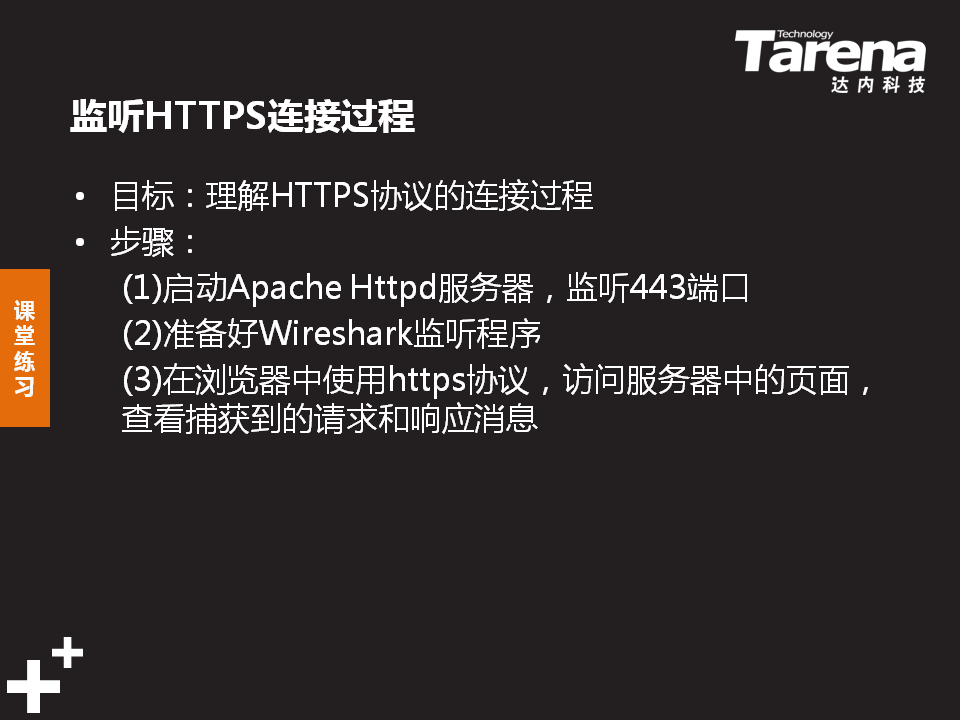 Technology
Tarena
达内科技
监听HTTPS连接过程
• 目标：理解HTTPS协议的连接过程
• 步骤：
(1)启动Apache Httpd服务器，监听443端口
(2)准备好Wireshark监听程序
(3)在浏览器中使用https协议，访问服务器中的页面，
查看捕获到的请求和响应消息
课
堂
练
习